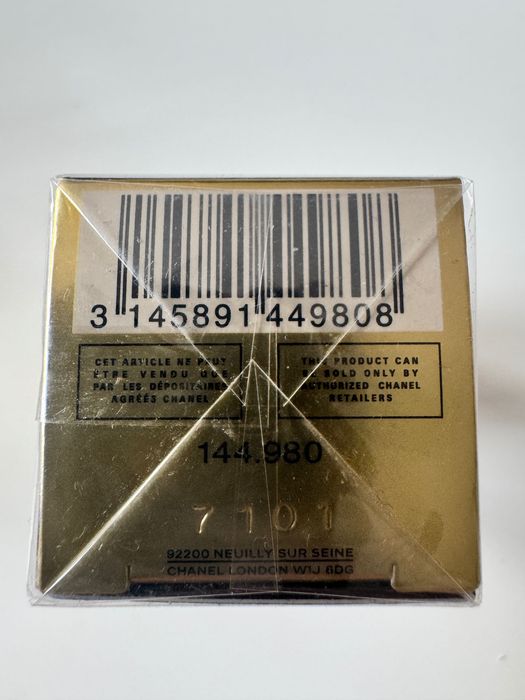 3 145891 449808
CET ARTICLE NE PEUT
ÊTRE VENDU QUE
PAR LES DÉPOSITAIRES
AGRÉÉS CHANEL
THIS PRODUCT CAN
BE SOLD ONLY BY
AUTHORIZED CHANEL
RETAILERS
144.980
7101
92200 NEUILLY SUR SEINE
CHANEL LONDON W1J 6DG